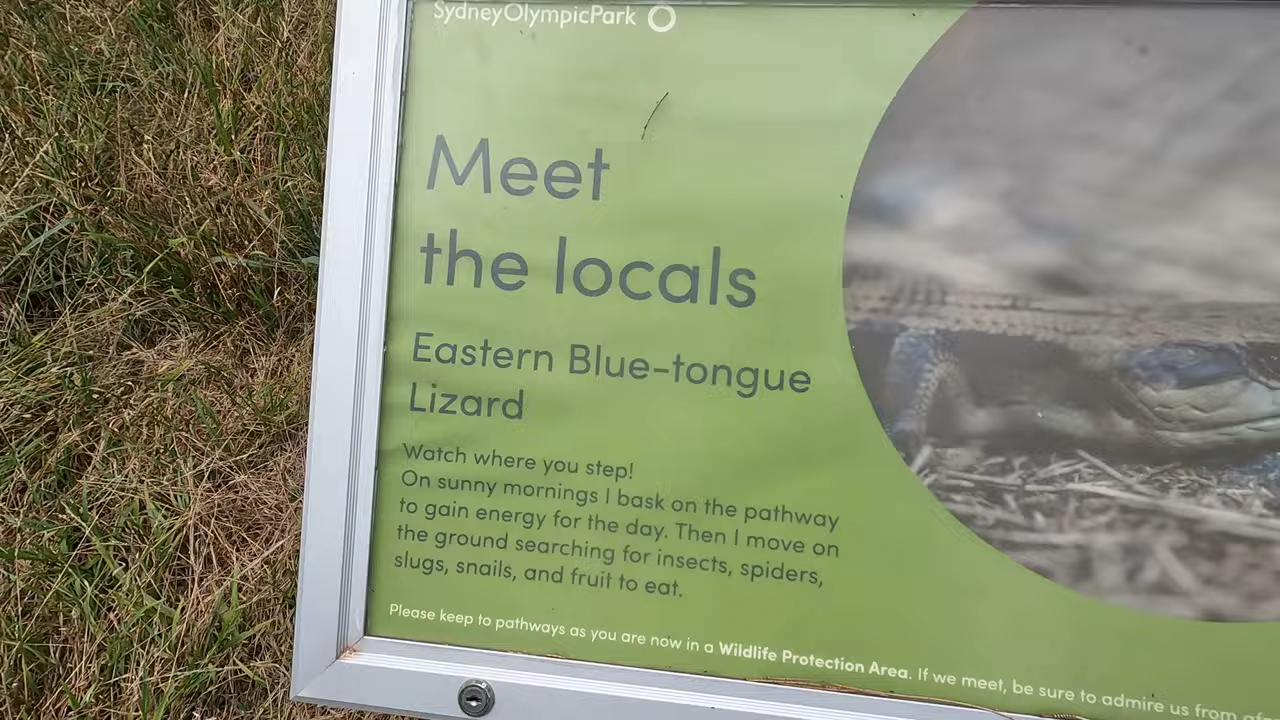 SydneyOlympicPark
Meet
the locals
Eastern Blue-tongue
Lizard
Watch where you step!
On sunny mornings I bask on the pathway
to gain energy for the day. Then I move on
the ground searching for insects, spiders,
slugs, snails, and fruit to eat.
Please keep to pathways as you are now in a Wildlife Protection Area. If we meet, be sure to admire us from